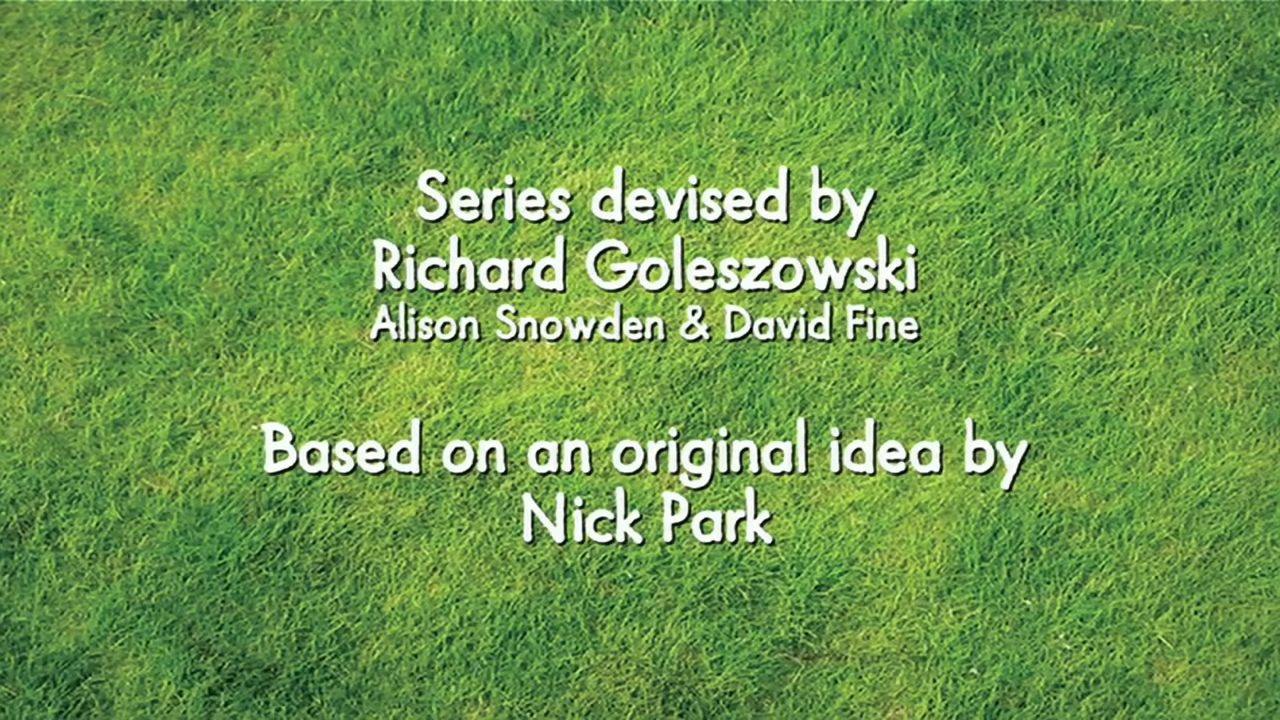 Series devised by
Richard Goleszowski
Alison Snowden & David Fine
Based on an original idea by
Nick Park